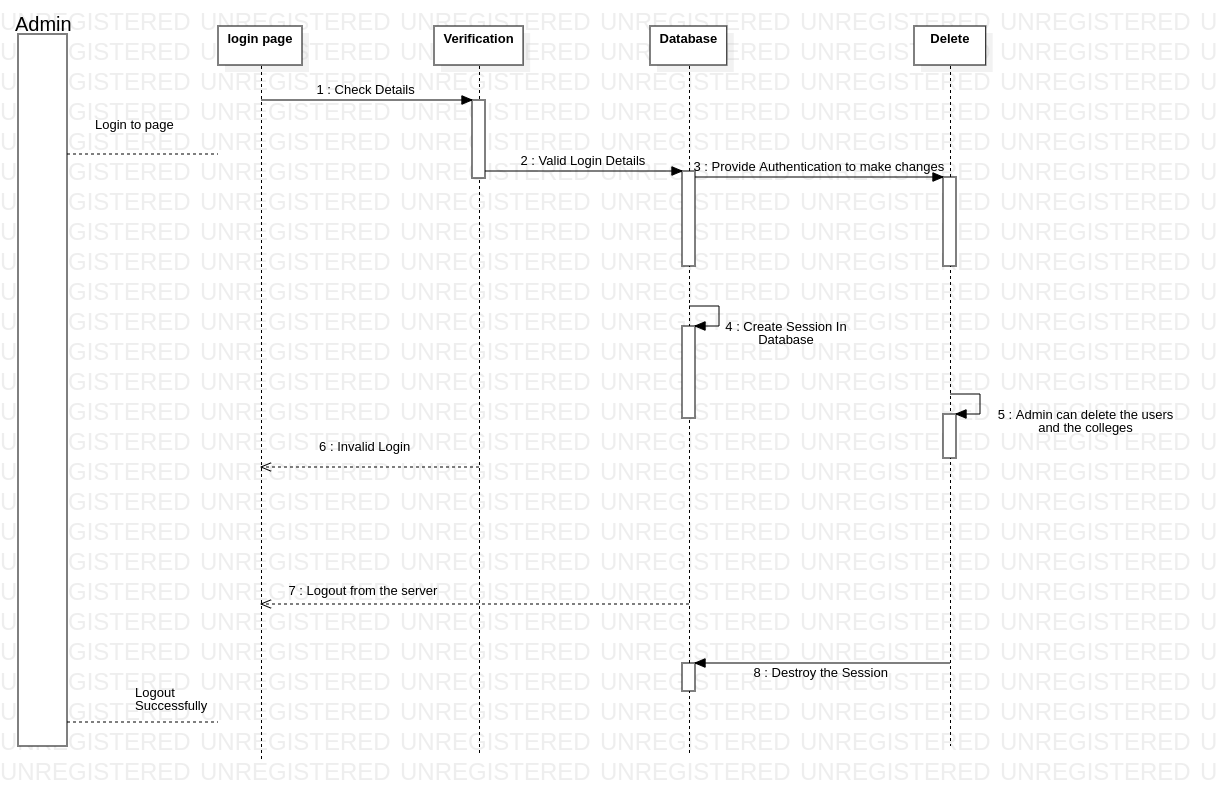 Admin
login page
Verification
Database
Delete
1 : Check Details
Login to page
2 : Valid Login Details
3 : Provide Authentication to make changes
4 : Create Session In
Database
5 : Admin can delete the users
and the colleges
6 : Invalid Login
7 : Logout from the server
8 : Destroy the Session
Logout
Successfully
UNREGISTERED